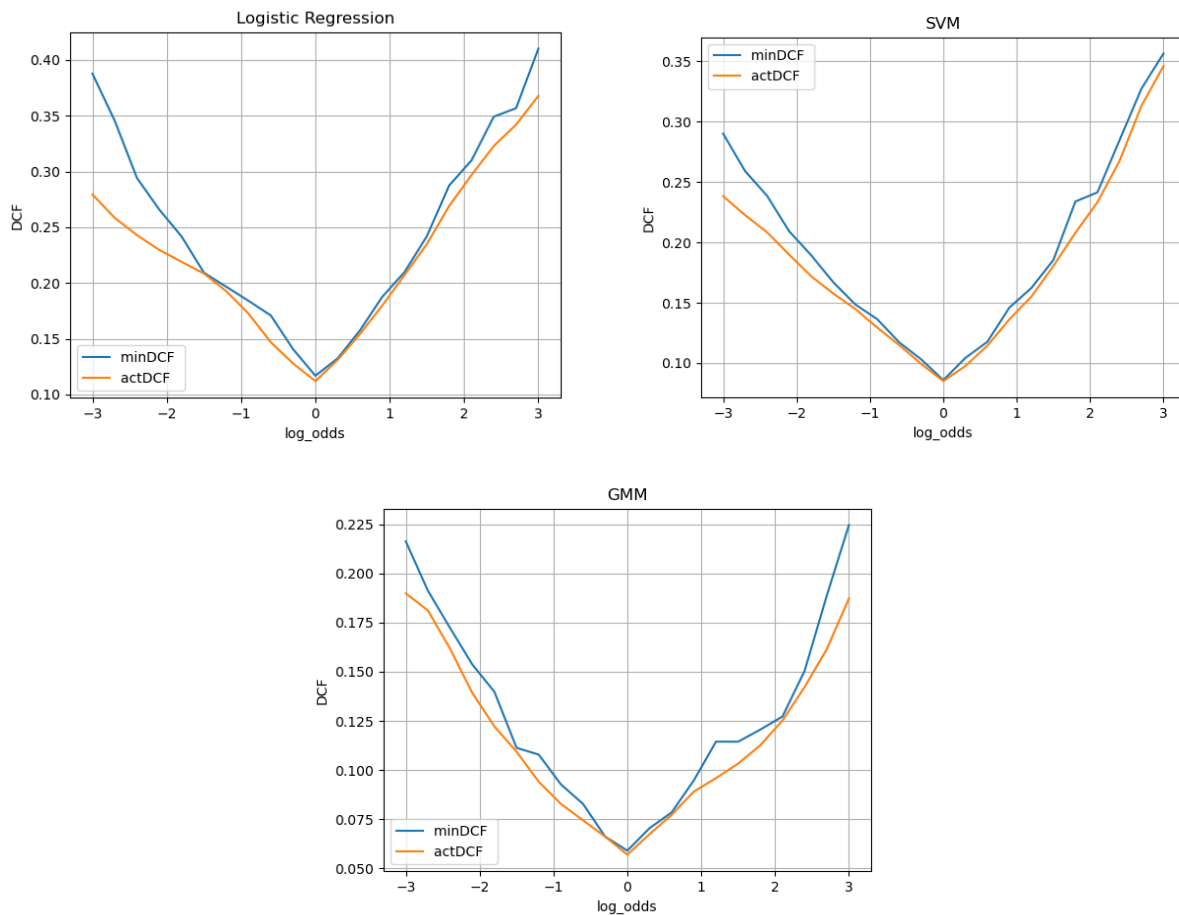 Logistic Regression
0.40
0.35
0.30
0.25
0.20
0.15
0.10
DCF
minDCF
actDCF
−3 −2 −1 0 1 2 3
log_odds
SVM
0.35
0.30
0.25
0.20
0.15
0.10
DCF
minDCF
actDCF
−3 −2 −1 0 1 2 3
log_odds
GMM
0.225
0.200
0.175
0.150
0.125
0.100
0.075
0.050
DCF
minDCF
actDCF
−3 −2 −1 0 1 2 3
log_odds